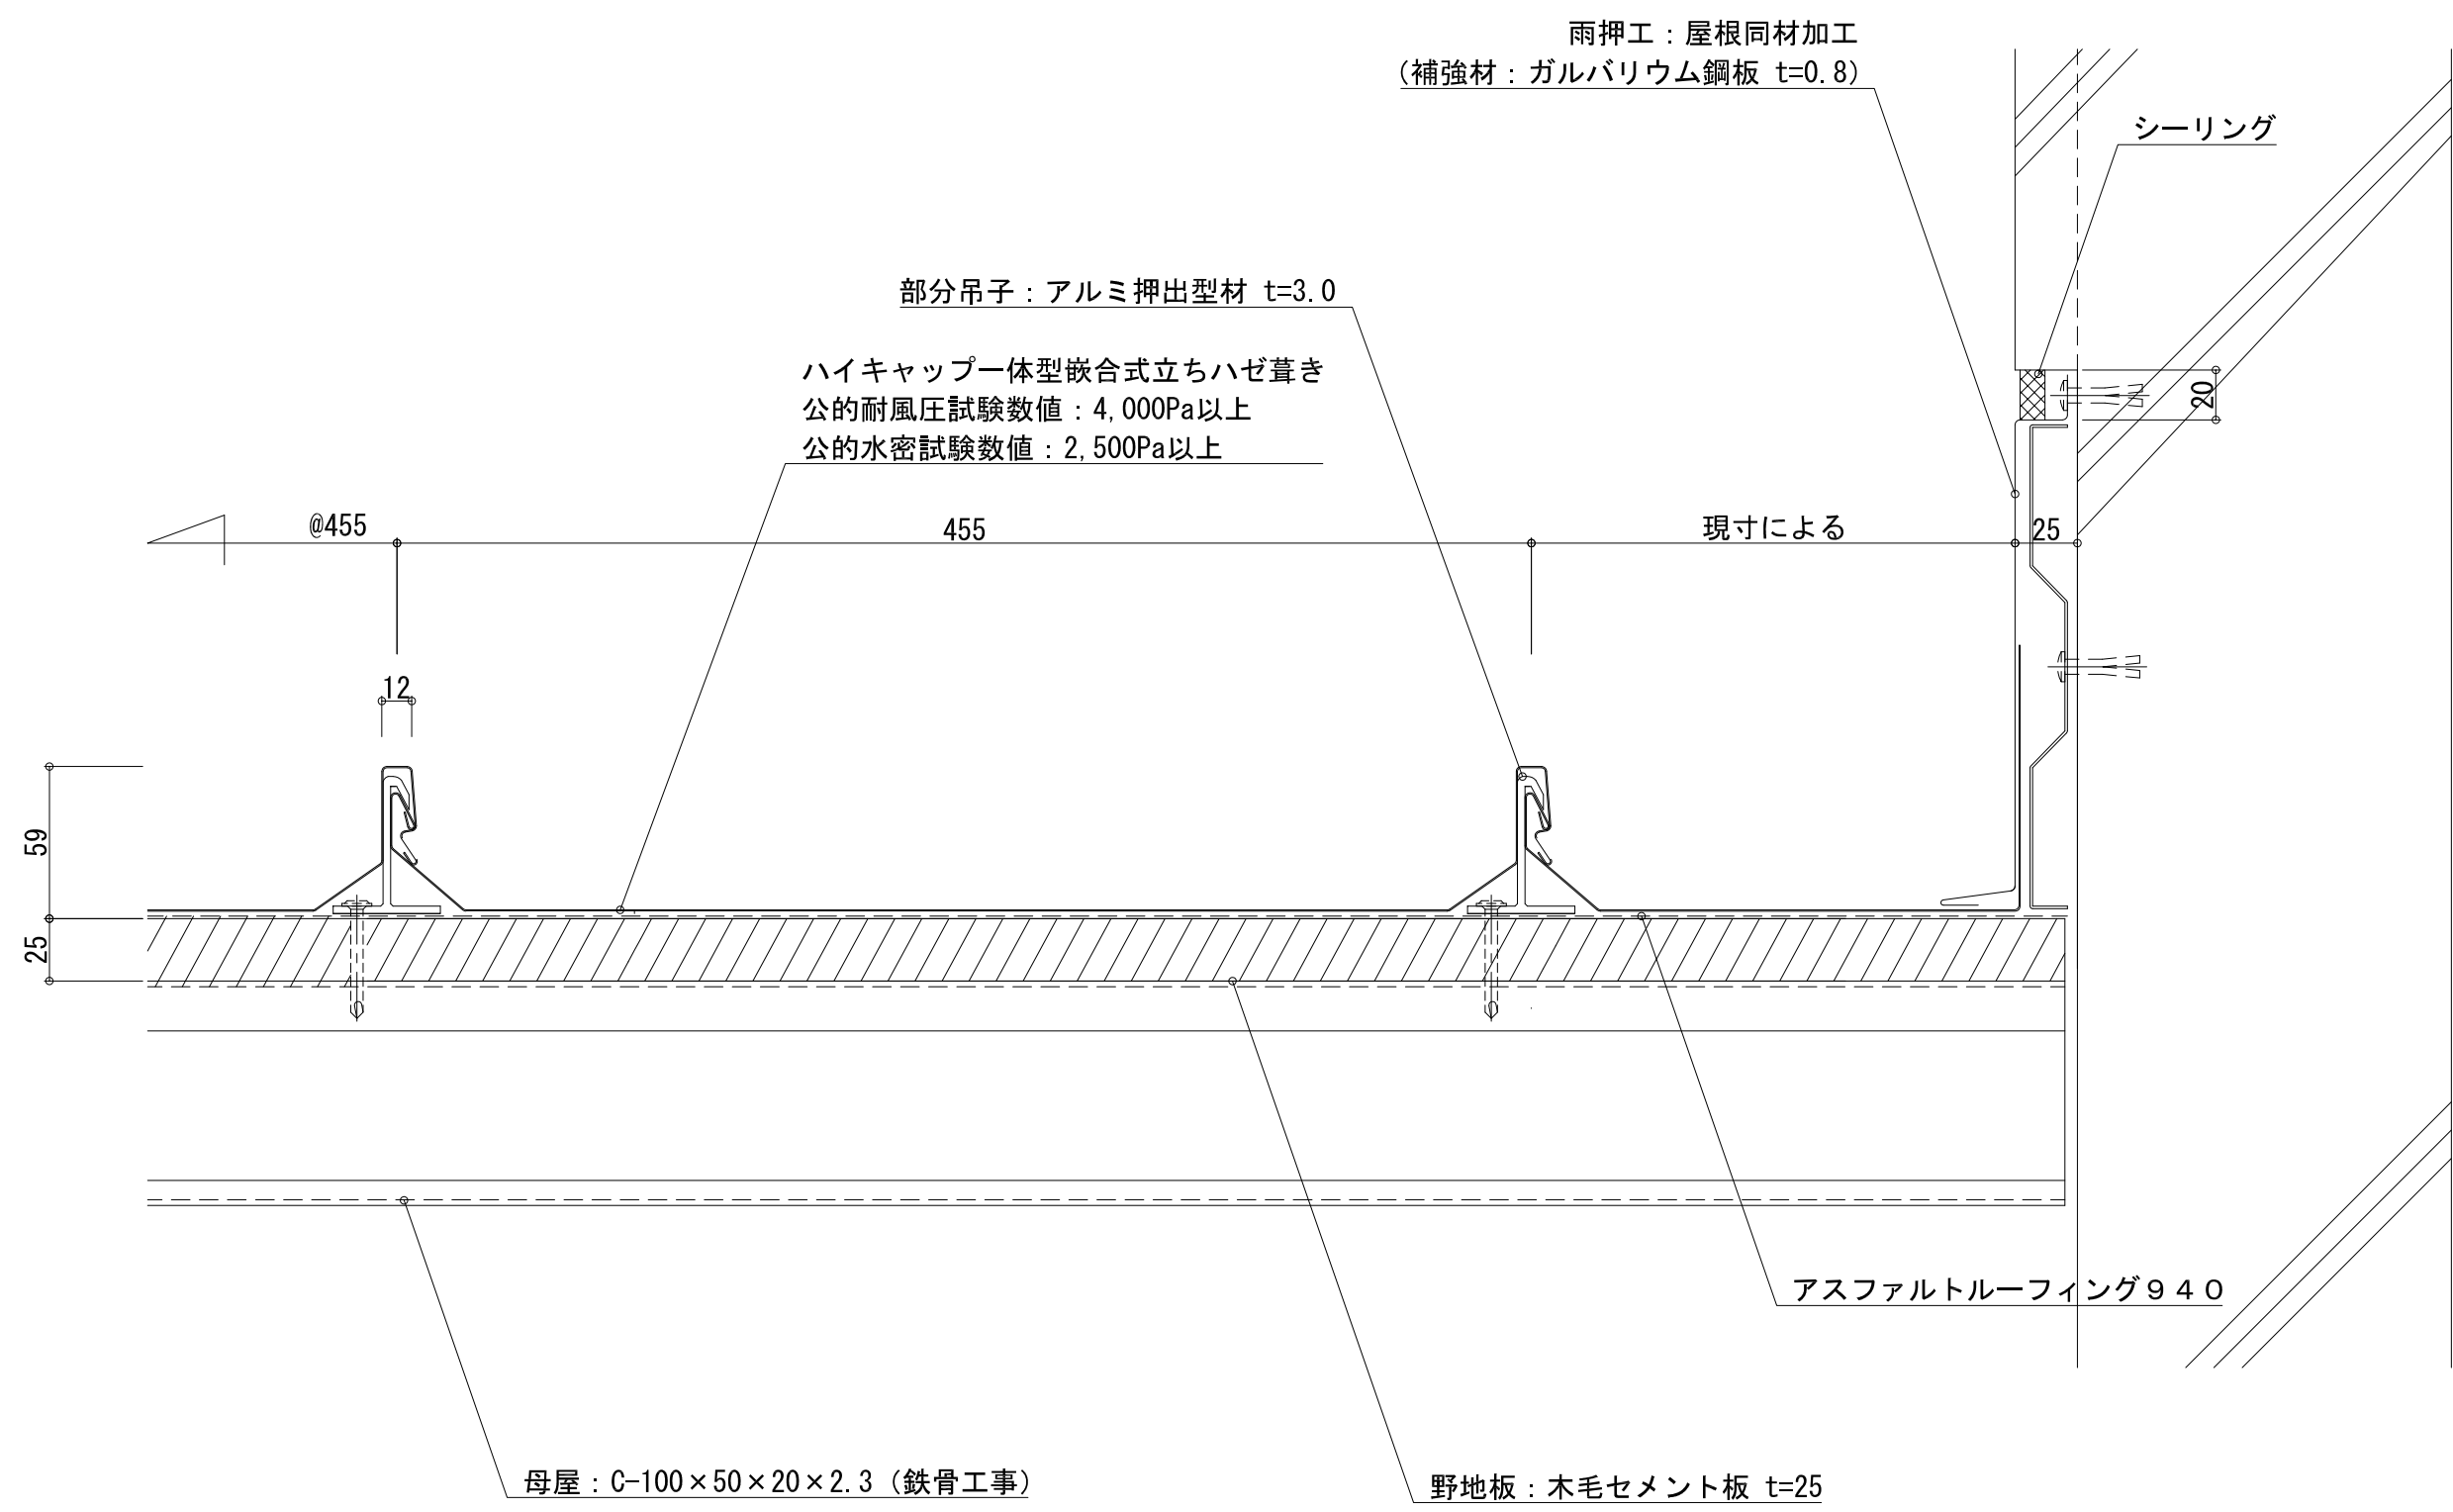 雨押工：屋根同材加工
(補強材：ガルバリウム鋼板 t=0.8)
シーリング
部分吊子：アルミ押出型材 t=3.0
ハイキャップ一体型嵌合式立ちハゼ葺き
公的耐風圧試験数値：4,000Pa以上
公的水密試験数値：2,500Pa以上
20
@455
455
現寸による
25
12
59
25
アスファルトルーフィング９４０
母屋：C-100×50×20×2.3 (鉄骨工事)
野地板：木毛セメント板 t=25